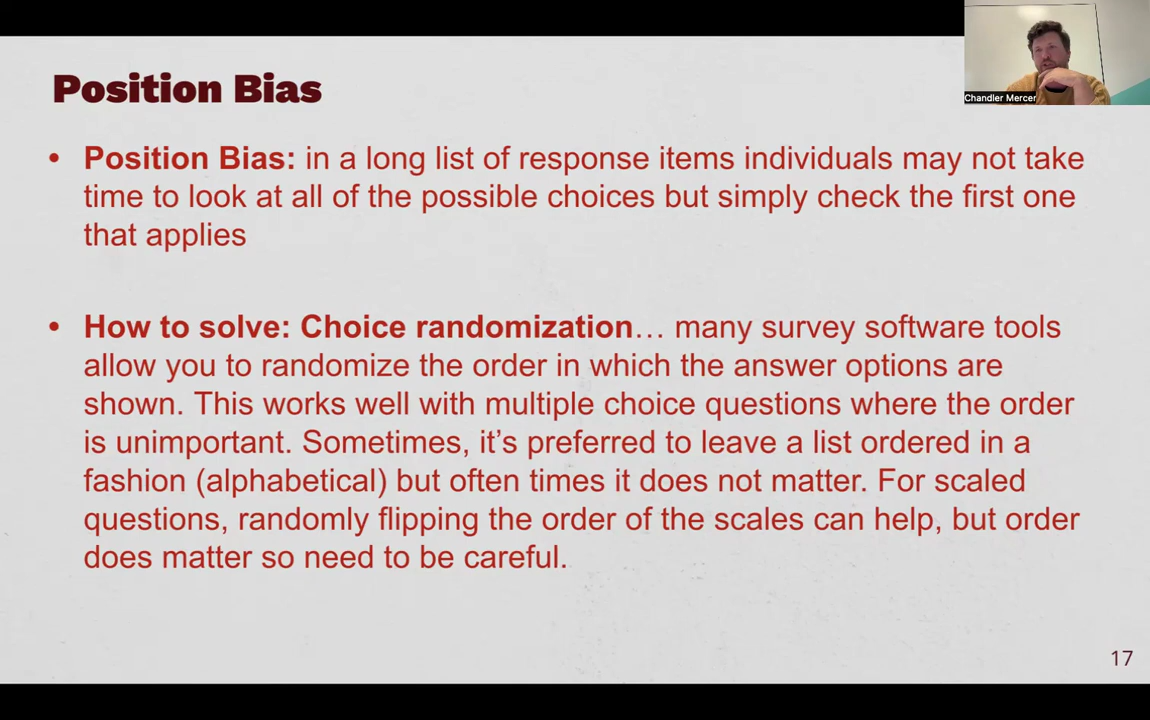 Position Bias
Chandler Mercer
• Position Bias: in a long list of response items individuals may not take
time to look at all of the possible choices but simply check the first one
that applies
• How to solve: Choice randomization… many survey software tools
allow you to randomize the order in which the answer options are
shown. This works well with multiple choice questions where the order
is unimportant. Sometimes, it’s preferred to leave a list ordered in a
fashion (alphabetical) but often times it does not matter. For scaled
questions, randomly flipping the order of the scales can help, but order
does matter so need to be careful.
17